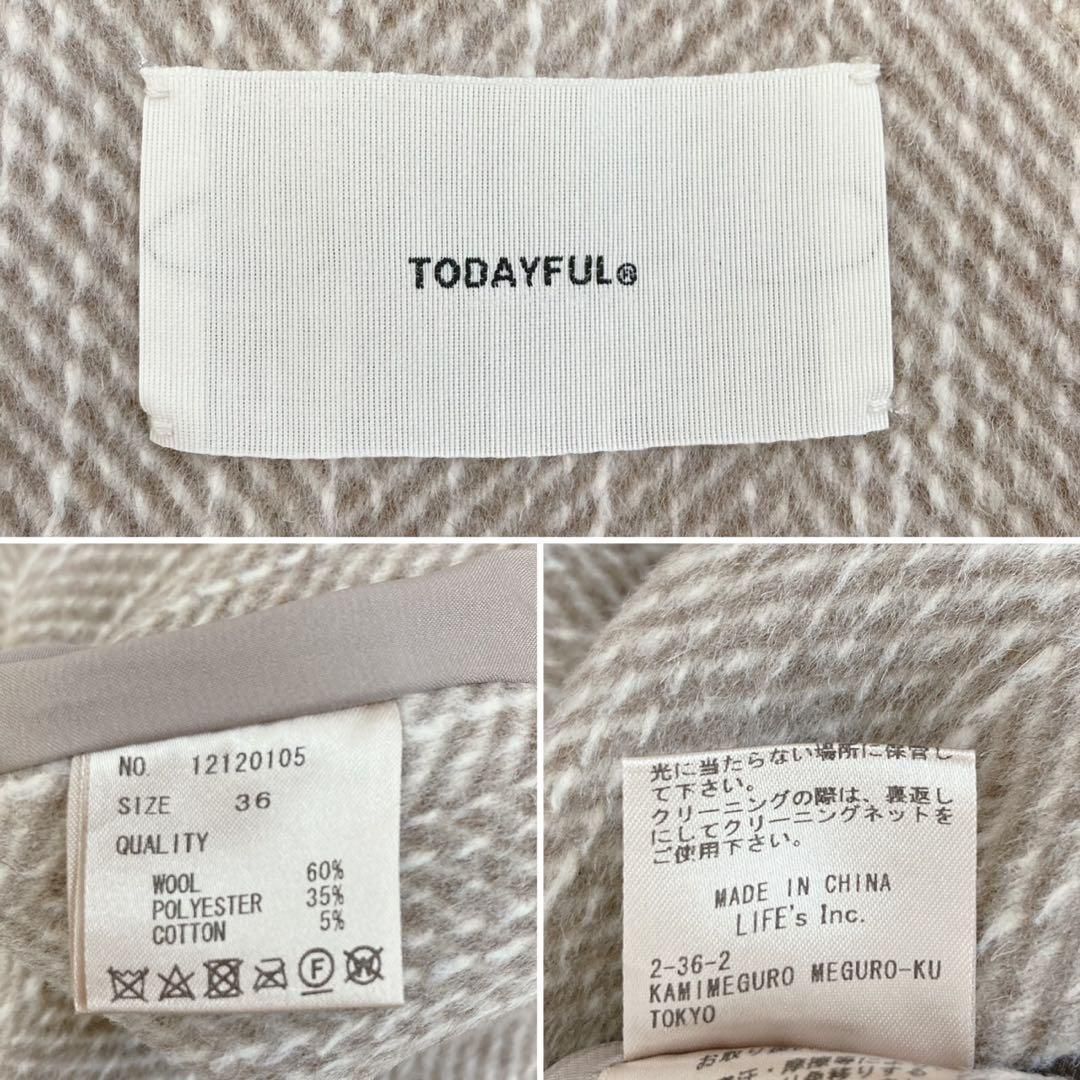 TODAYFUL®
NO. 12120105
SIZE 36
QUALITY
WOOL 60%
POLYESTER 35%
COTTON 5%
F
W
光に当たらない場所に保管し
て下さい。
クリーニングの際は、裏返し
にしてクリーニングネットを
ご使用下さい。
MADE IN CHINA
LIFE's Inc.
2-36-2
KAMIMEGURO MEGURO-KU
TOKYO